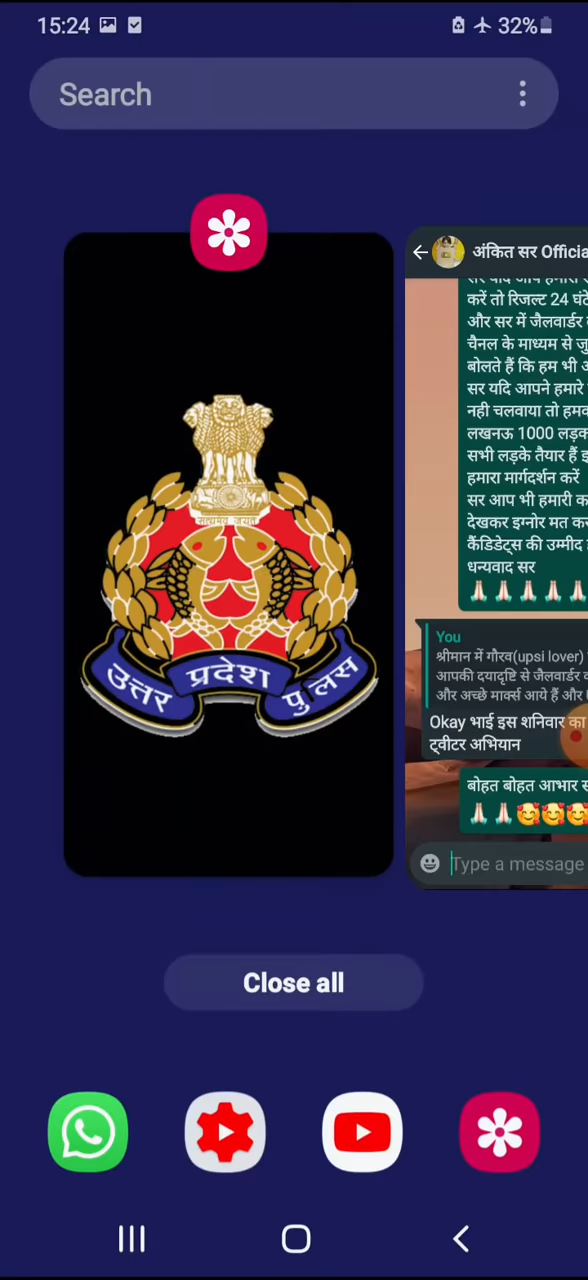 15:24
32%
Search
सत्यमेव जयते
उत्तर प्रदेश पुलिस
अंकित सर Officia
करें तो रिजल्ट 24 घंटे
और सर में जैलवार्डर
चैनल के माध्यम से जु
बोलते हैं कि हम भी
सर यदि आपने हमारे
नही चलवाया तो हमक
लखनऊ 1000 लड़क
सभी लड़के तैयार हैं
हमारा मार्गदर्शन करें
सर आप भी हमारी क
देखकर इग्नोर मत क
कैंडिडेट्स की उम्मीद
धन्यवाद सर
You
श्रीमान में गौरव(upsi lover)
आपकी दयादृष्टि से जैलवार्डर
और अच्छे मार्क्स आये हैं और
Okay भाई इस शनिवार का
ट्वीटर अभियान
बोहत बोहत आभार स
Type a message
Close all